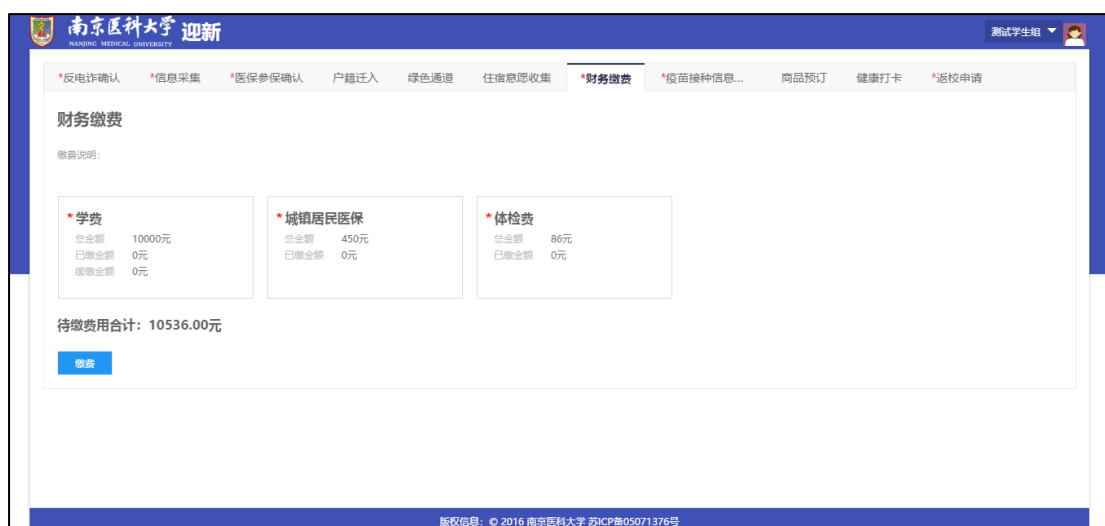 南京医科大学 迎新
NANJING MEDICAL UNIVERSITY
测试学生组
*反电诈确认 *信息采集 *医保参保确认 户籍迁入 绿色通道 住宿意愿收集 *财务缴费 *疫苗接种信息... 商品预订 健康打卡 *返校申请
财务缴费
缴费说明：
*学费
总金额 10000元
已缴金额 0元
缓缴金额 0元
*城镇居民医保
总金额 450元
已缴金额 0元
*体检费
总金额 86元
已缴金额 0元
待缴费用合计：10536.00元
缴费
版权信息：© 2016 南京医科大学 苏ICP备05071376号